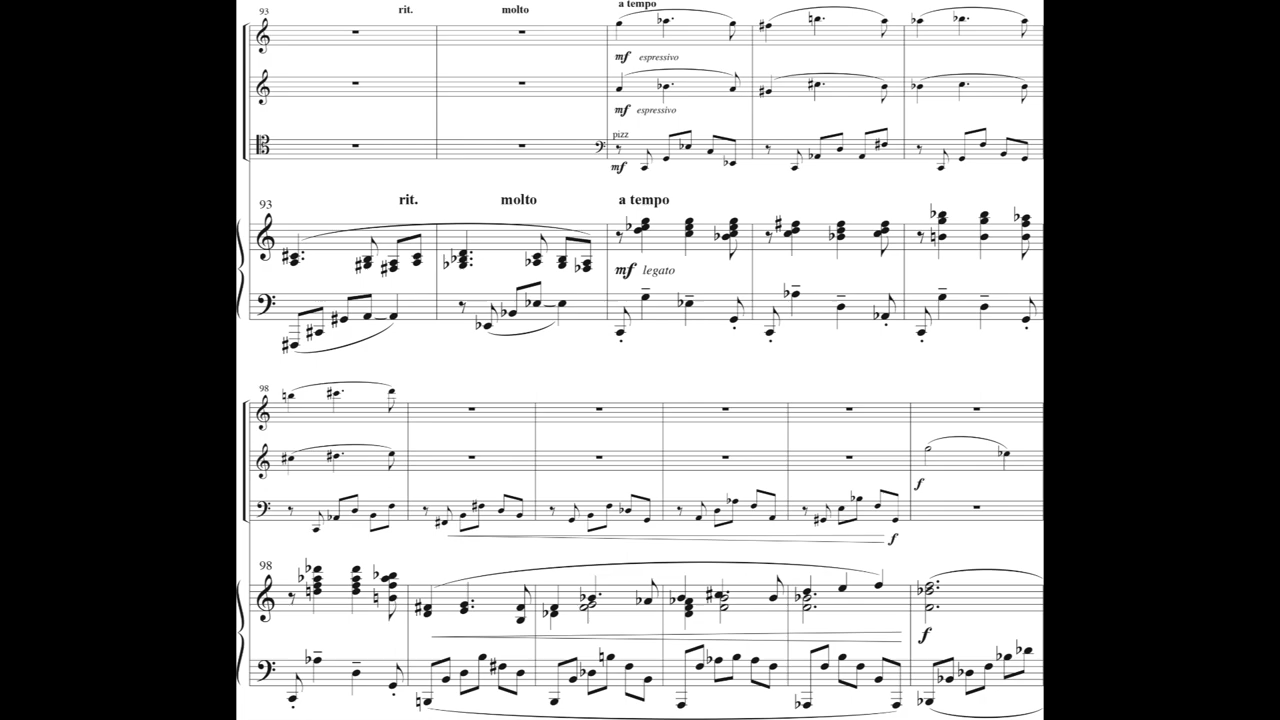 93 rit. molto a tempo
mf espressivo
mf espressivo
pizz
mf
93 rit. molto a tempo
mf legato
98
f
f
98
f